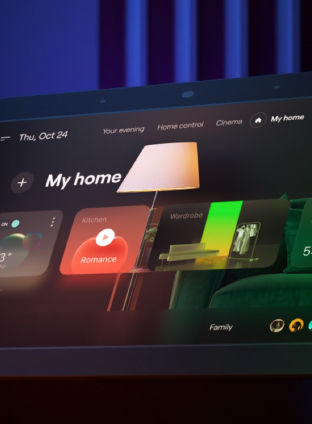 Thu, Oct 24
Your evening
Home control
Cinema
My home
My home
ON
3°
Kitchen
Romance
Wardrobe
5
Family